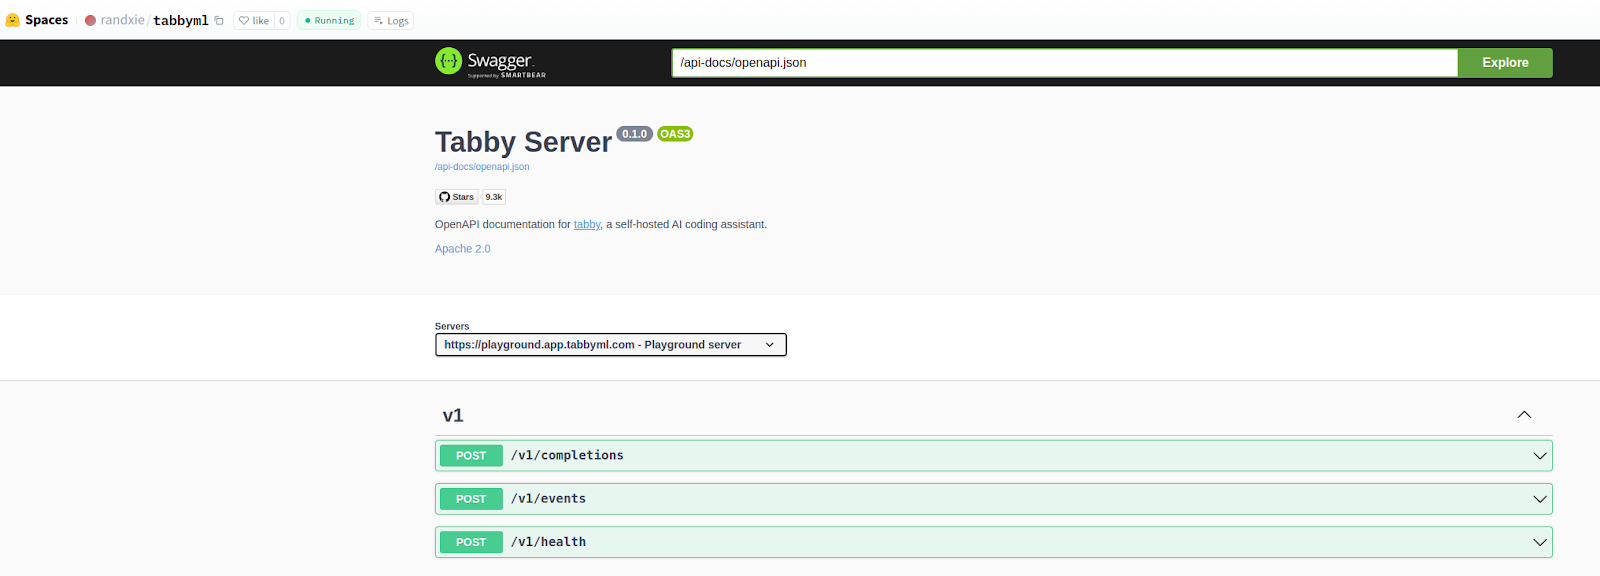 Spaces randxie/tabbyml like 0 Running Logs
Swagger. Supported by SMARTBEAR /api-docs/openapi.json Explore
Tabby Server 0.1.0 OAS3
/api-docs/openapi.json
Stars 9.3k
OpenAPI documentation for tabby, a self-hosted AI coding assistant.
Apache 2.0
Servers
https://playground.app.tabbyml.com - Playground server
v1
POST /v1/completions
POST /v1/events
POST /v1/health